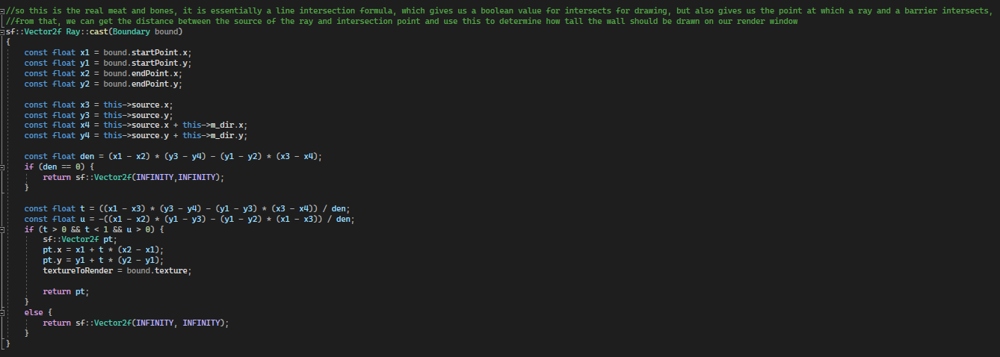 //so this is the real meat and bones, it is essentially a line intersection formula, which gives us a boolean value for intersects for drawing, but also gives us the point at which a ray and a barrier intersects,
//from that, we can get the distance between the source of the ray and intersection point and use this to determine how tall the wall should be drawn on our render window
sf::Vector2f Ray::cast(Boundary bound)
{
    const float x1 = bound.startPoint.x;
    const float y1 = bound.startPoint.y;
    const float x2 = bound.endPoint.x;
    const float y2 = bound.endPoint.y;

    const float x3 = this->source.x;
    const float y3 = this->source.y;
    const float x4 = this->source.x + this->m_dir.x;
    const float y4 = this->source.y + this->m_dir.y;

    const float den = (x1 - x2) * (y3 - y4) - (y1 - y2) * (x3 - x4);
    if (den == 0) {
        return sf::Vector2f(INFINITY,INFINITY);
    }

    const float t = ((x1 - x3) * (y3 - y4) - (y1 - y3) * (x3 - x4)) / den;
    const float u = -((x1 - x2) * (y1 - y3) - (y1 - y2) * (x1 - x3)) / den;
    if (t > 0 && t < 1 && u > 0) {
        sf::Vector2f pt;
        pt.x = x1 + t * (x2 - x1);
        pt.y = y1 + t * (y2 - y1);
        textureToRender = bound.texture;

        return pt;
    }
    else {
        return sf::Vector2f(INFINITY, INFINITY);
    }
}